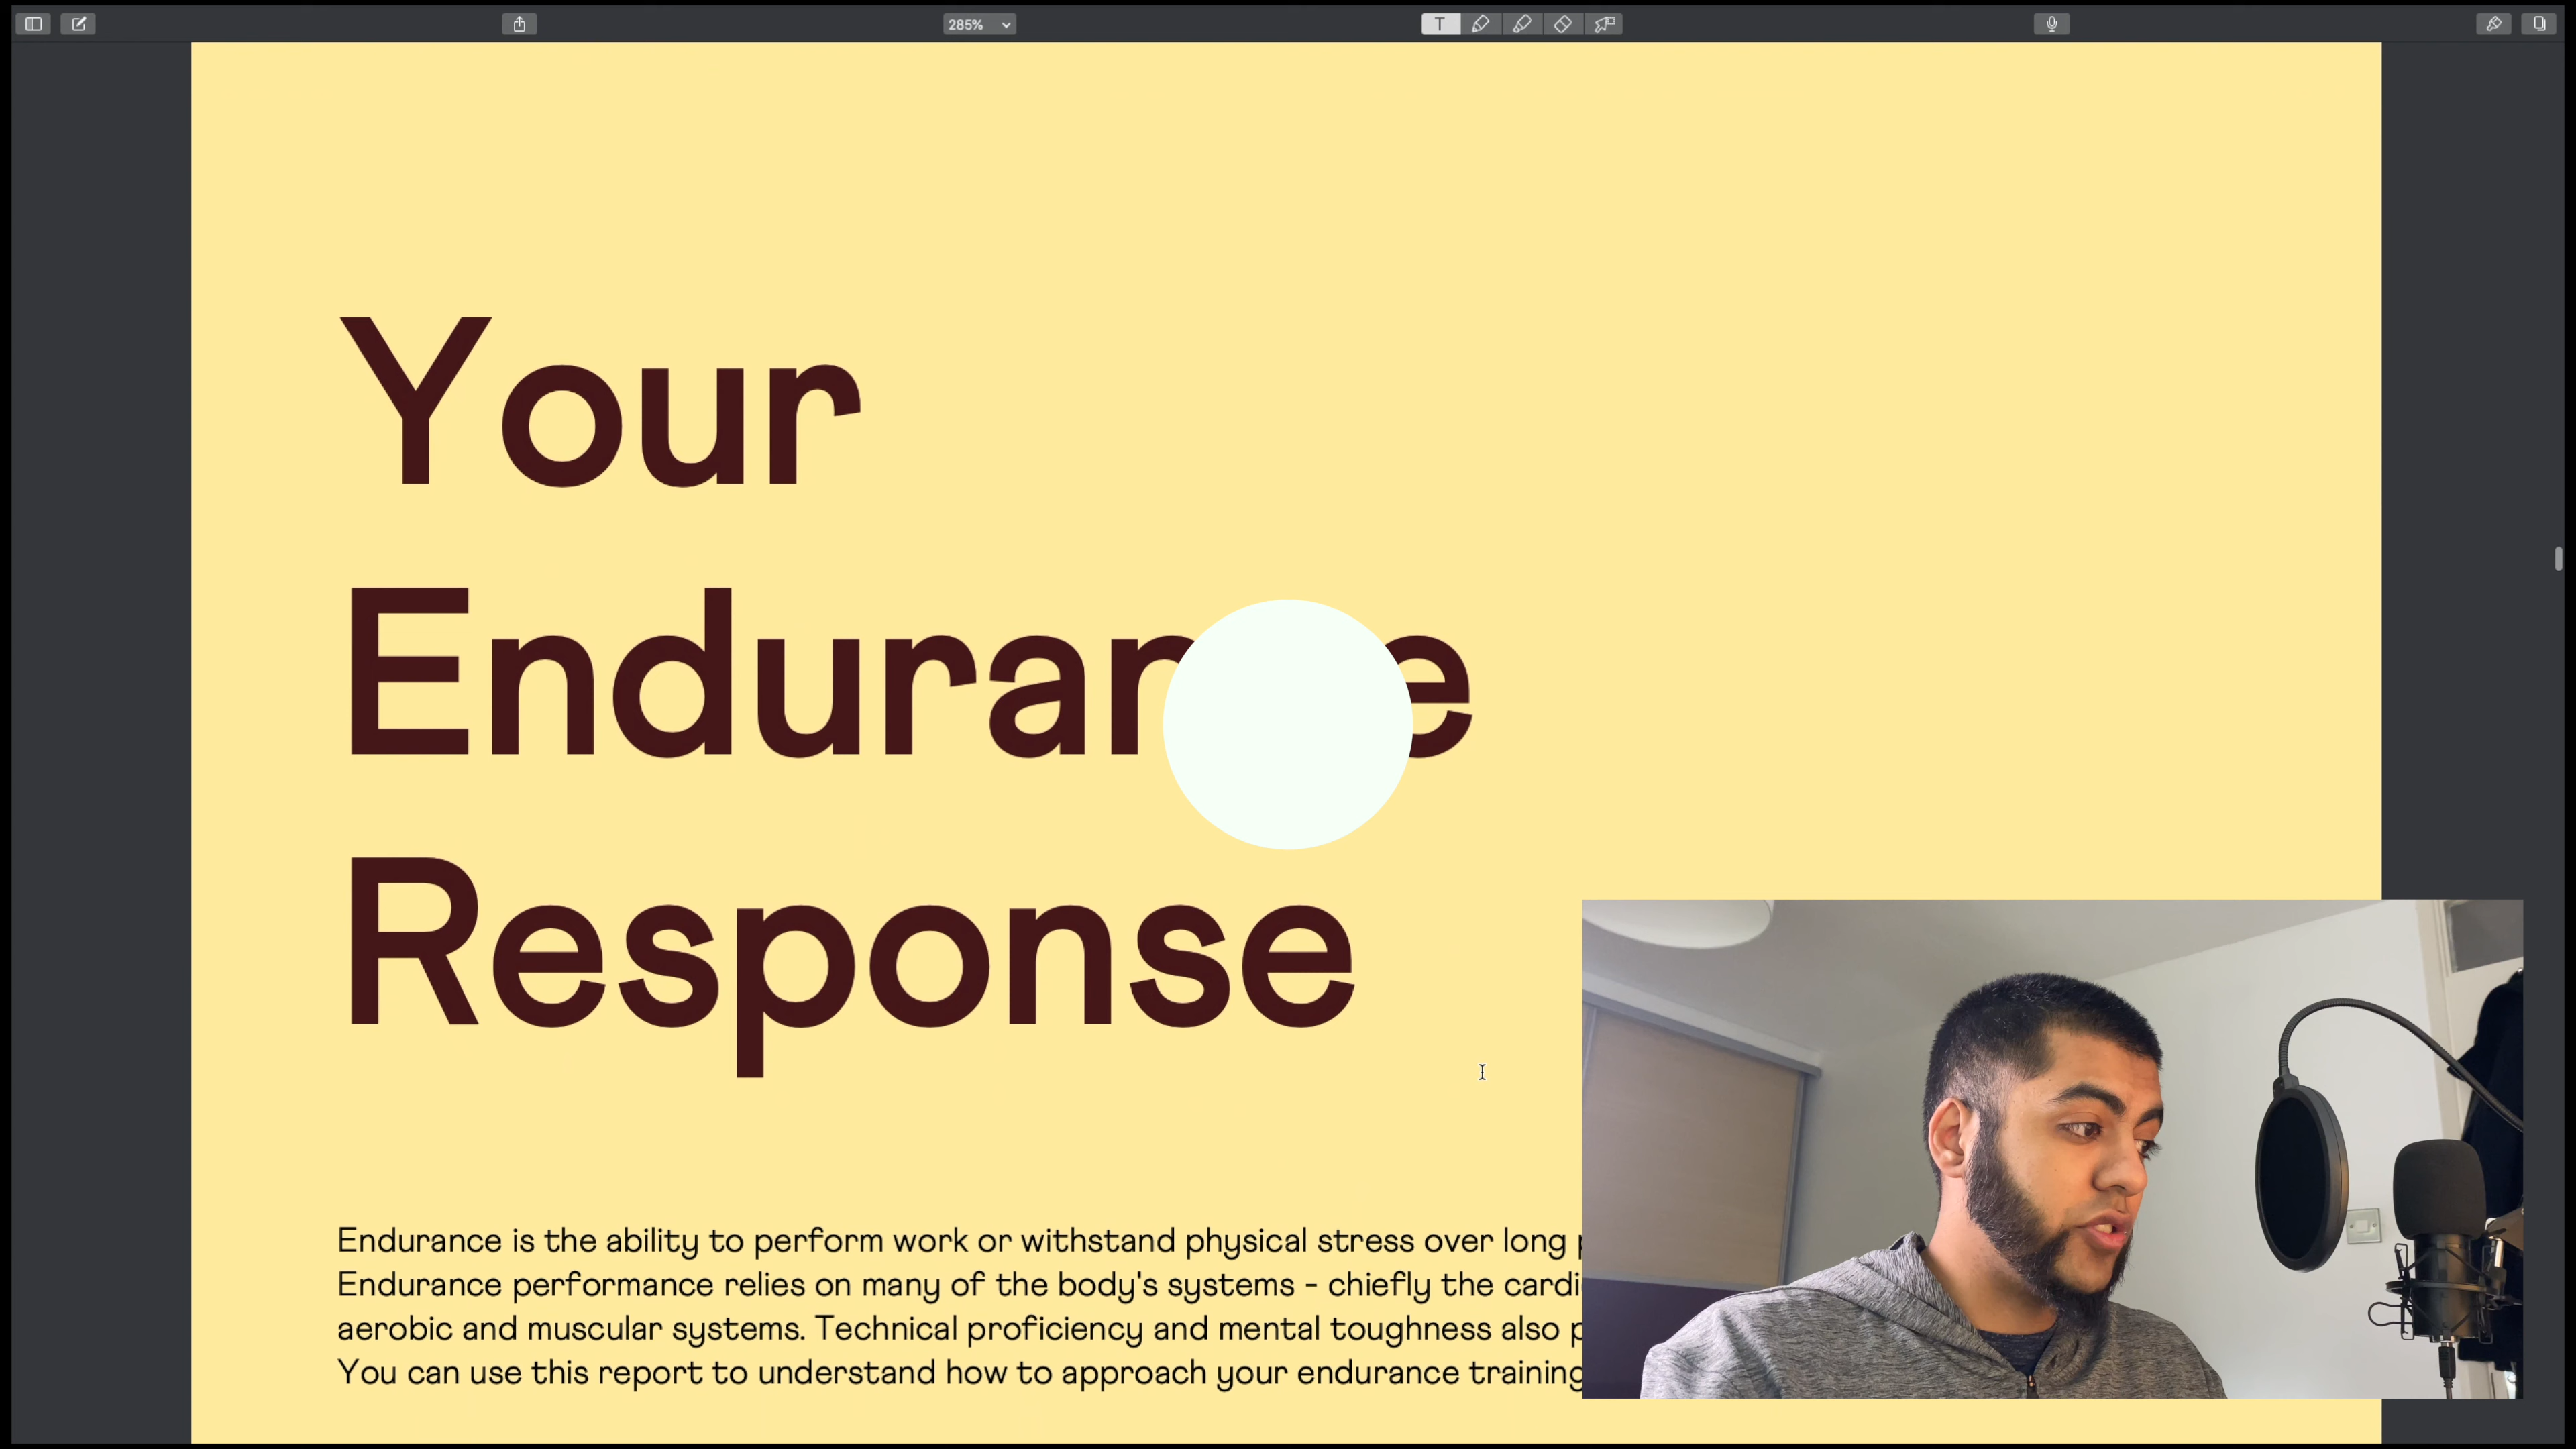 285%
T
Your
Endurance
Response
Endurance is the ability to perform work or withstand physical stress over long
Endurance performance relies on many of the body's systems - chiefly the
aerobic and muscular systems. Technical proficiency and mental toughness also
You can use this report to understand how to approach your endurance training